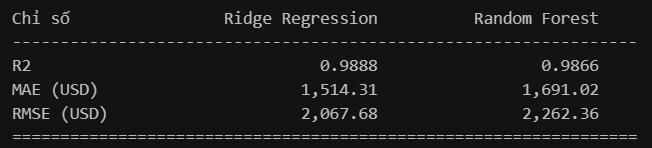 Chỉ số Ridge Regression Random Forest
-----------------------------------------------------------------
R2 0.9888 0.9866
MAE (USD) 1,514.31 1,691.02
RMSE (USD) 2,067.68 2,262.36
=================================================================